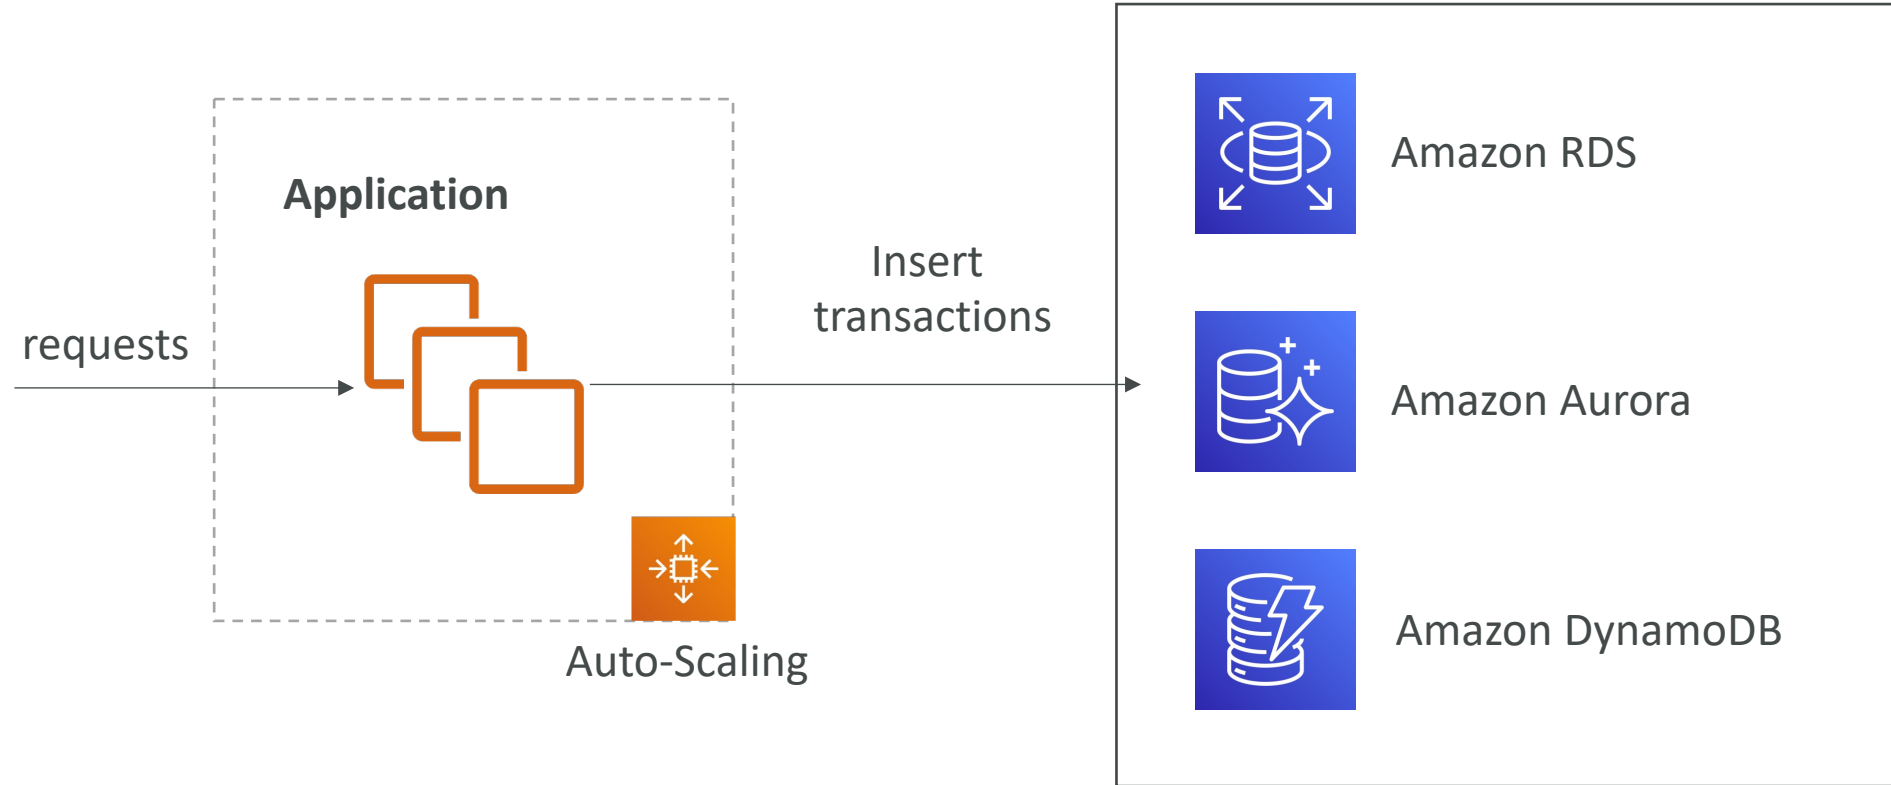 requests
Application
Auto-Scaling
Insert
transactions
Amazon RDS
Amazon Aurora
Amazon DynamoDB